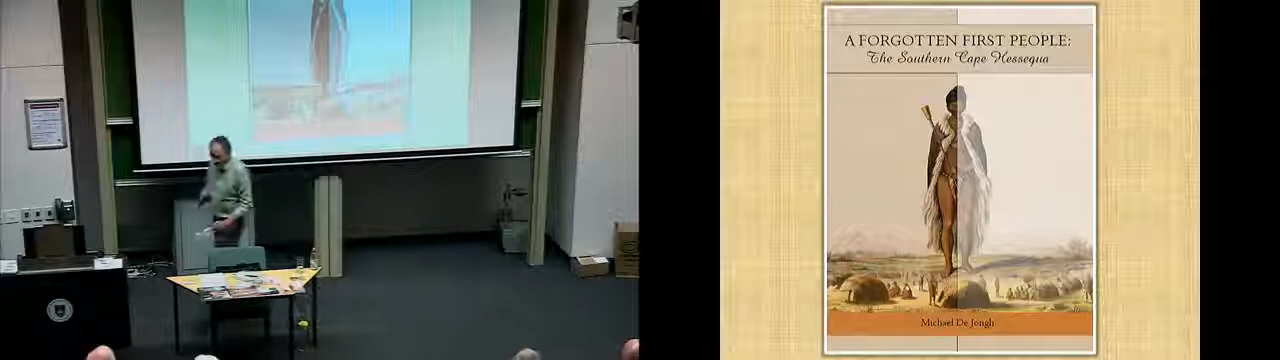 A FORGOTTEN FIRST PEOPLE:
The Southern Cape Hessequa
Michael De Jongh